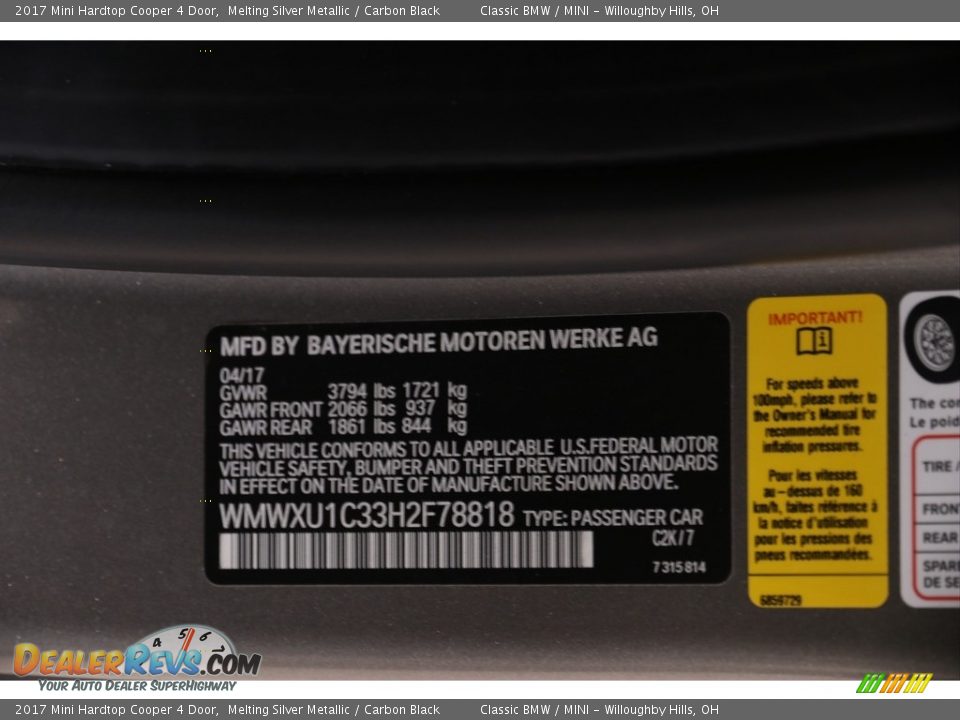 2017 Mini Hardtop Cooper 4 Door, Melting Silver Metallic / Carbon Black Classic BMW / MINI - Willoughby Hills, OH
MFD BY BAYERISCHE MOTOREN WERKE AG
04/17
GVWR 3794 lbs 1721 kg
GAWR FRONT 2066 lbs 937 kg
GAWR REAR 1861 lbs 844 kg
THIS VEHICLE CONFORMS TO ALL APPLICABLE U.S.FEDERAL MOTOR
VEHICLE SAFETY, BUMPER AND THEFT PREVENTION STANDARDS
IN EFFECT ON THE DATE OF MANUFACTURE SHOWN ABOVE.
WMWXU1C33H2F78818 TYPE: PASSENGER CAR
C2K/7
7315814
IMPORTANT!
i
For speeds above
100mph, please refer to
the Owner's Manual for
recommended tire
inflation pressures.
Pour les vitesses
au-dessus de 160
km/h, faites référence à
la notice d'utilisation
pour les pressions des
pneus recommandées.
6859729
The co
Le poid
TIRE /
FRON
REAR
SPAR
DE SE
4 5 6 7
DEALERREVS.COM
YOUR AUTO DEALER SUPERHIGHWAY
2017 Mini Hardtop Cooper 4 Door, Melting Silver Metallic / Carbon Black Classic BMW / MINI - Willoughby Hills, OH